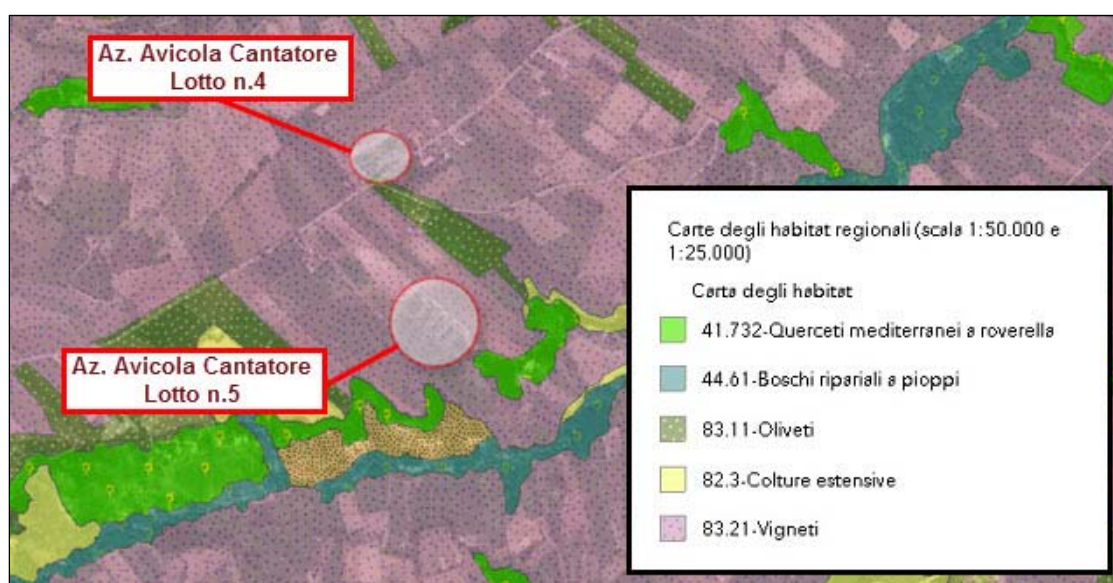 Az. Avicola Cantatore
Lotto n.4
Az. Avicola Cantatore
Lotto n.5
Carte degli habitat regionali (scala 1:50.000 e
1:25.000)
Carta degli habitat
41.732-Querceti mediterranei a roverella
44.61-Boschi ripariali a pioppi
83.11-Oliveti
82.3-Colture estensive
83.21-Vigneti